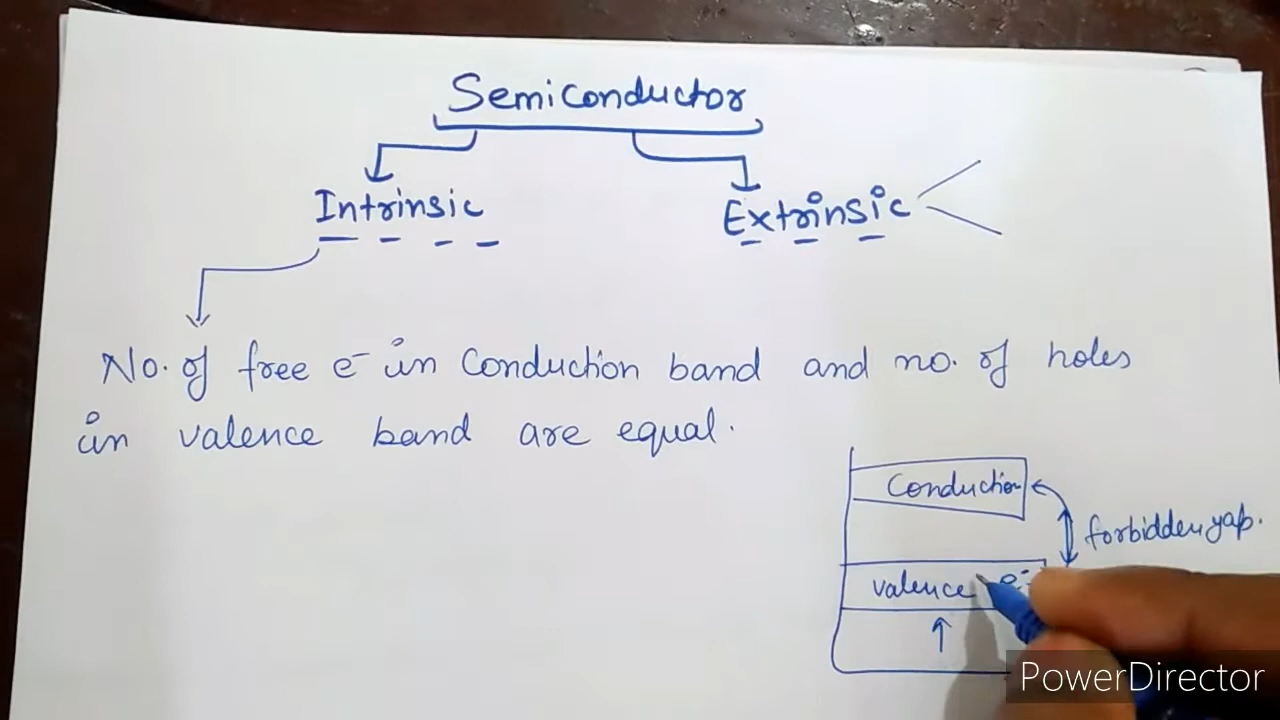 Semiconductor
Intrinsic Extrinsic
No. of free e⁻ in Conduction band and no. of holes
in valence band are equal.
Conduction
forbidden gap.
valence e⁻
PowerDirector